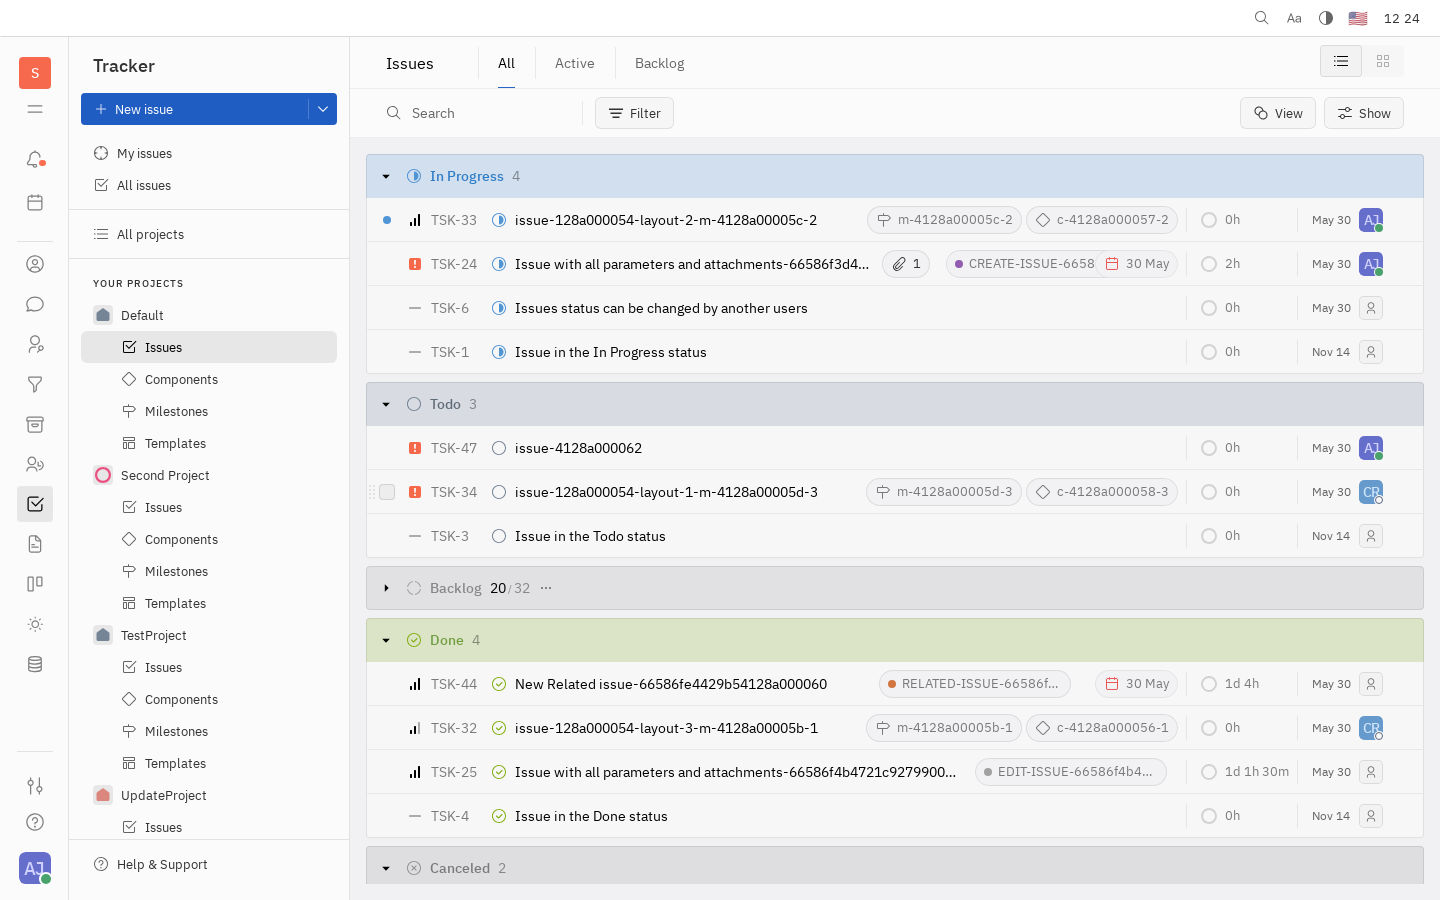 Aa 12 24
S
Tracker
New issue
My issues
All issues
All projects
YOUR PROJECTS
Default
Issues
Components
Milestones
Templates
Second Project
Issues
Components
Milestones
Templates
TestProject
Issues
Components
Milestones
Templates
UpdateProject
Issues
Help & Support
AJ
Issues All Active Backlog
Search Filter View Show
In Progress 4
TSK-33 issue-128a000054-layout-2-m-4128a00005c-2 m-4128a00005c-2 c-4128a000057-2 0h May 30 AJ
TSK-24 Issue with all parameters and attachments-66586f3d4... 1 CREATE-ISSUE-6658 30 May 2h May 30 AJ
TSK-6 Issues status can be changed by another users 0h May 30
TSK-1 Issue in the In Progress status 0h Nov 14
Todo 3
TSK-47 issue-4128a000062 0h May 30 AJ
TSK-34 issue-128a000054-layout-1-m-4128a00005d-3 m-4128a00005d-3 c-4128a000058-3 0h May 30 CR
TSK-3 Issue in the Todo status 0h Nov 14
Backlog 20/32 ...
Done 4
TSK-44 New Related issue-66586fe4429b54128a000060 RELATED-ISSUE-66586f... 30 May 1d 4h May 30
TSK-32 issue-128a000054-layout-3-m-4128a00005b-1 m-4128a00005b-1 c-4128a000056-1 0h May 30 CR
TSK-25 Issue with all parameters and attachments-66586f4b4721c9279900... EDIT-ISSUE-66586f4b4... 1d 1h 30m May 30
TSK-4 Issue in the Done status 0h Nov 14
Canceled 2